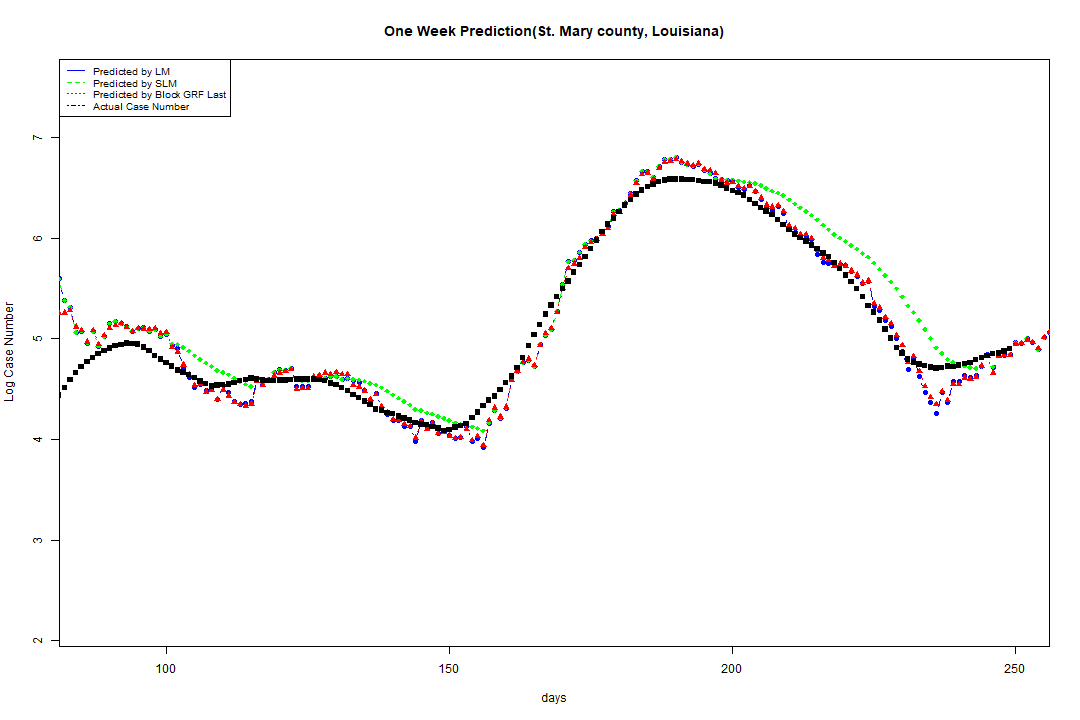 One Week Prediction(St. Mary county, Louisiana)
Predicted by LM
Predicted by SLM
Predicted by Block GRF Last
Actual Case Number
7
6
5
4
3
2
Log Case Number
100 150 200 250
days